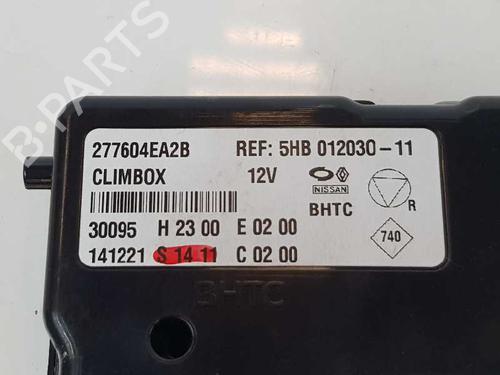 277604EA2B REF: 5HB 012030-11
CLIMBOX 12V
NISSAN
BHTC R
30095 H 23 00 E 02 00
740
141221 S 14 11 C 02 00
BHTC
B-PARTS